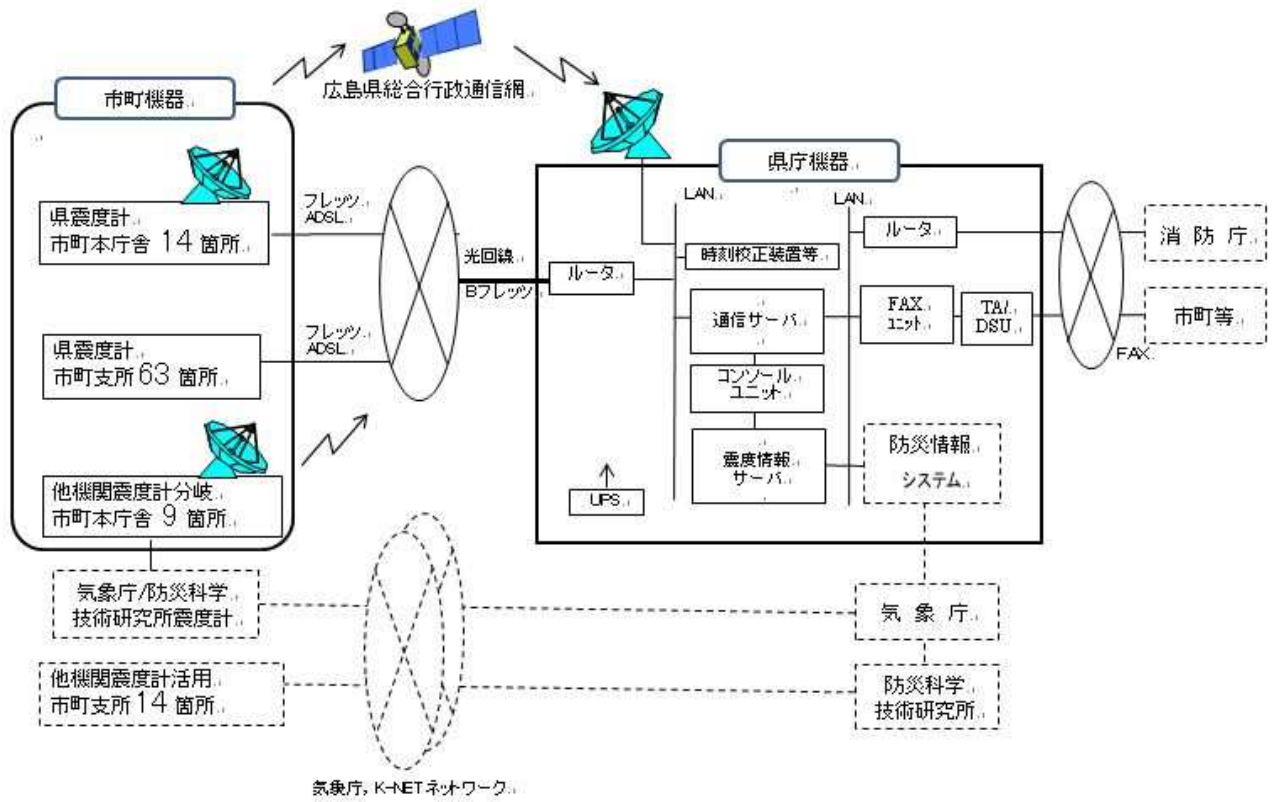 広島県総合行政通信網
市町機器
県震度計
市町本庁舎 14 箇所
フレッツ
ADSL
県震度計
市町支所 63 箇所
フレッツ
ADSL
他機関震度計分岐
市町本庁舎 9 箇所
気象庁/防災科学
技術研究所震度計
他機関震度計活用
市町支所 14 箇所
気象庁, K-NETネットワーク
光回線
Bフレッツ
県庁機器
ルータ
LAN
LAN
時刻校正装置等
通信サーバ
コンソール
ユニット
震度情報
サーバ
UPS
ルータ
FAX
ユニット
TA/
DSU
防災情報
システム
FAX
消防庁
市町等
気象庁
防災科学
技術研究所